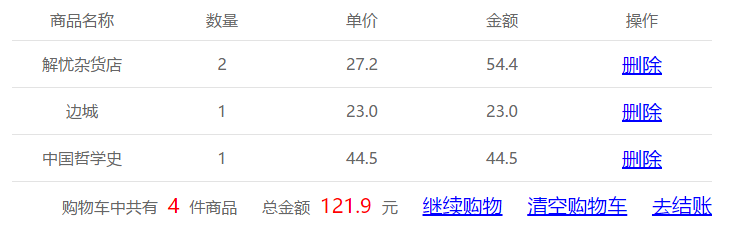 商品名称 数量 单价 金额 操作
解忧杂货店 2 27.2 54.4 删除
边城 1 23.0 23.0 删除
中国哲学史 1 44.5 44.5 删除
购物车中共有 4 件商品 总金额 121.9 元 继续购物 清空购物车 去结账